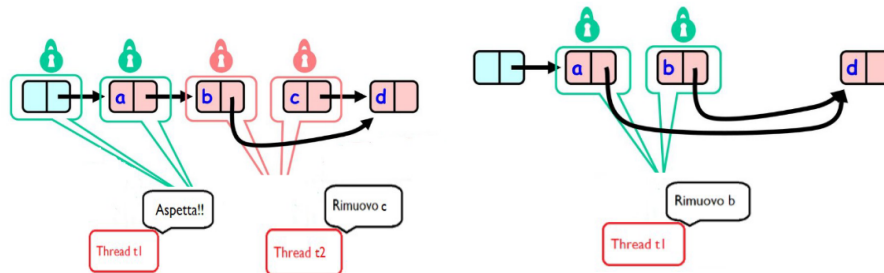 a
b
c
d
Aspetta!!
Rimuovo c
Thread t1
Thread t2
a
b
d
Rimuovo b
Thread t1